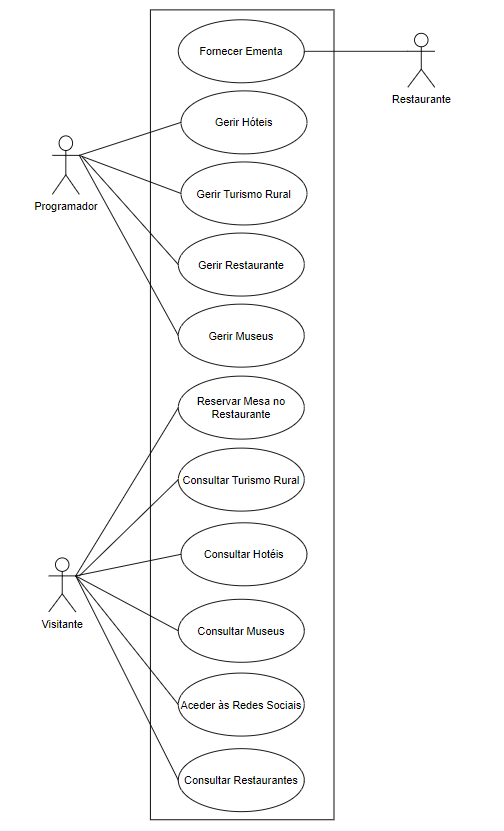 Fornecer Ementa
Restaurante
Gerir Hóteis
Programador
Gerir Turismo Rural
Gerir Restaurante
Gerir Museus
Reservar Mesa no
Restaurante
Consultar Turismo Rural
Consultar Hotéis
Visitante
Consultar Museus
Aceder às Redes Sociais
Consultar Restaurantes